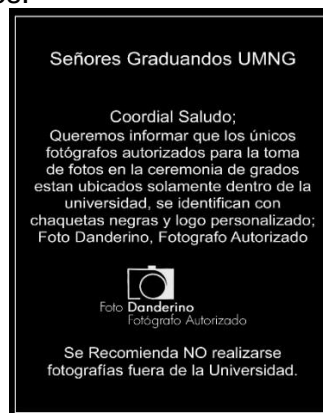 Señores Graduandos UMNG
Coordial Saludo;
Queremos informar que los únicos
fotógrafos autorizados para la toma
de fotos en la ceremonia de grados
estan ubicados solamente dentro de la
universidad, se identifican con
chaquetas negras y logo personalizado;
Foto Danderino, Fotografo Autorizado
Foto Danderino
Fotógrafo Autorizado
Se Recomienda NO realizarse
fotografías fuera de la Universidad.